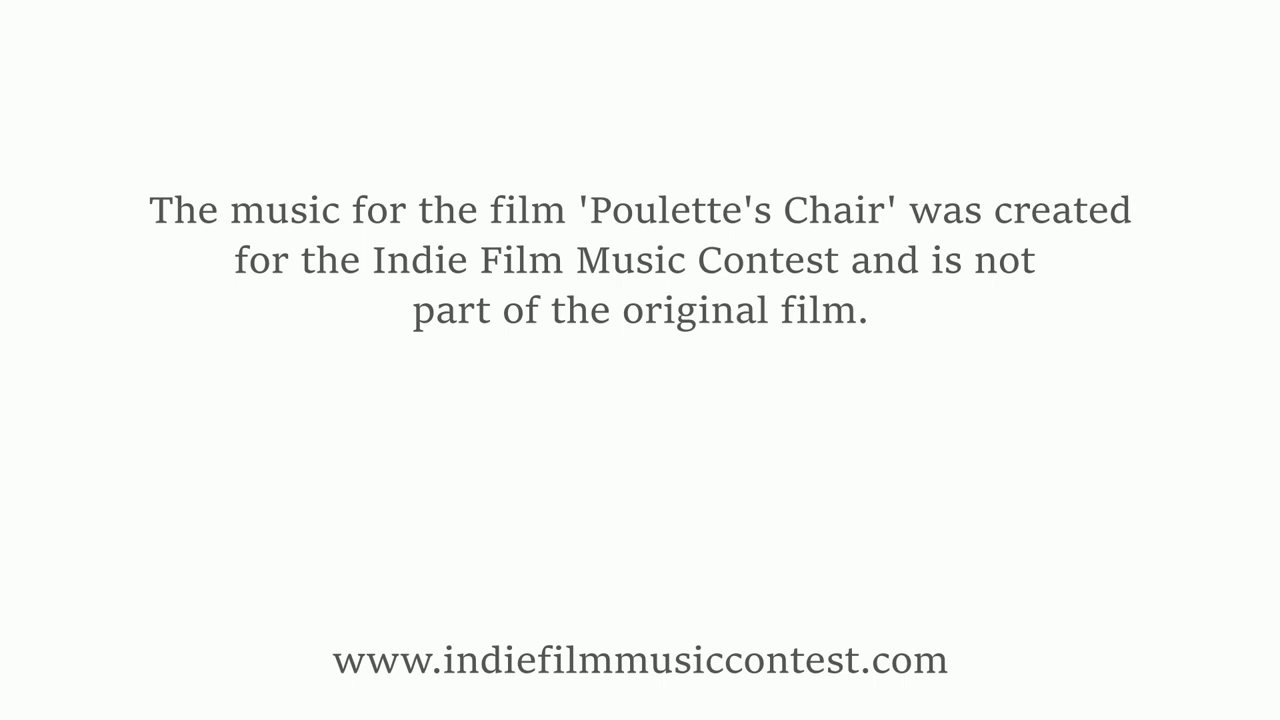 The music for the film 'Poulette's Chair' was created
for the Indie Film Music Contest and is not
part of the original film.
www.indiefilmmusiccontest.com